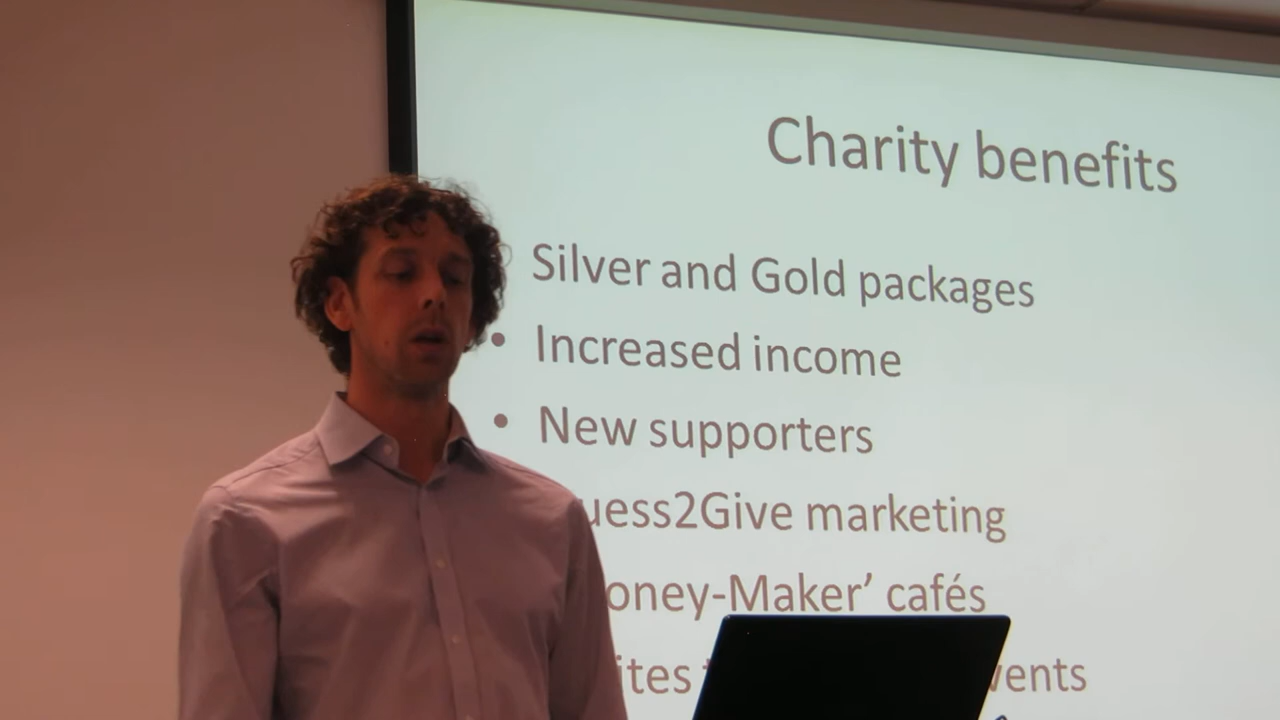 Charity benefits
Silver and Gold packages
• Increased income
• New supporters
uess2Give marketing
oney-Maker’ cafés
ites vents